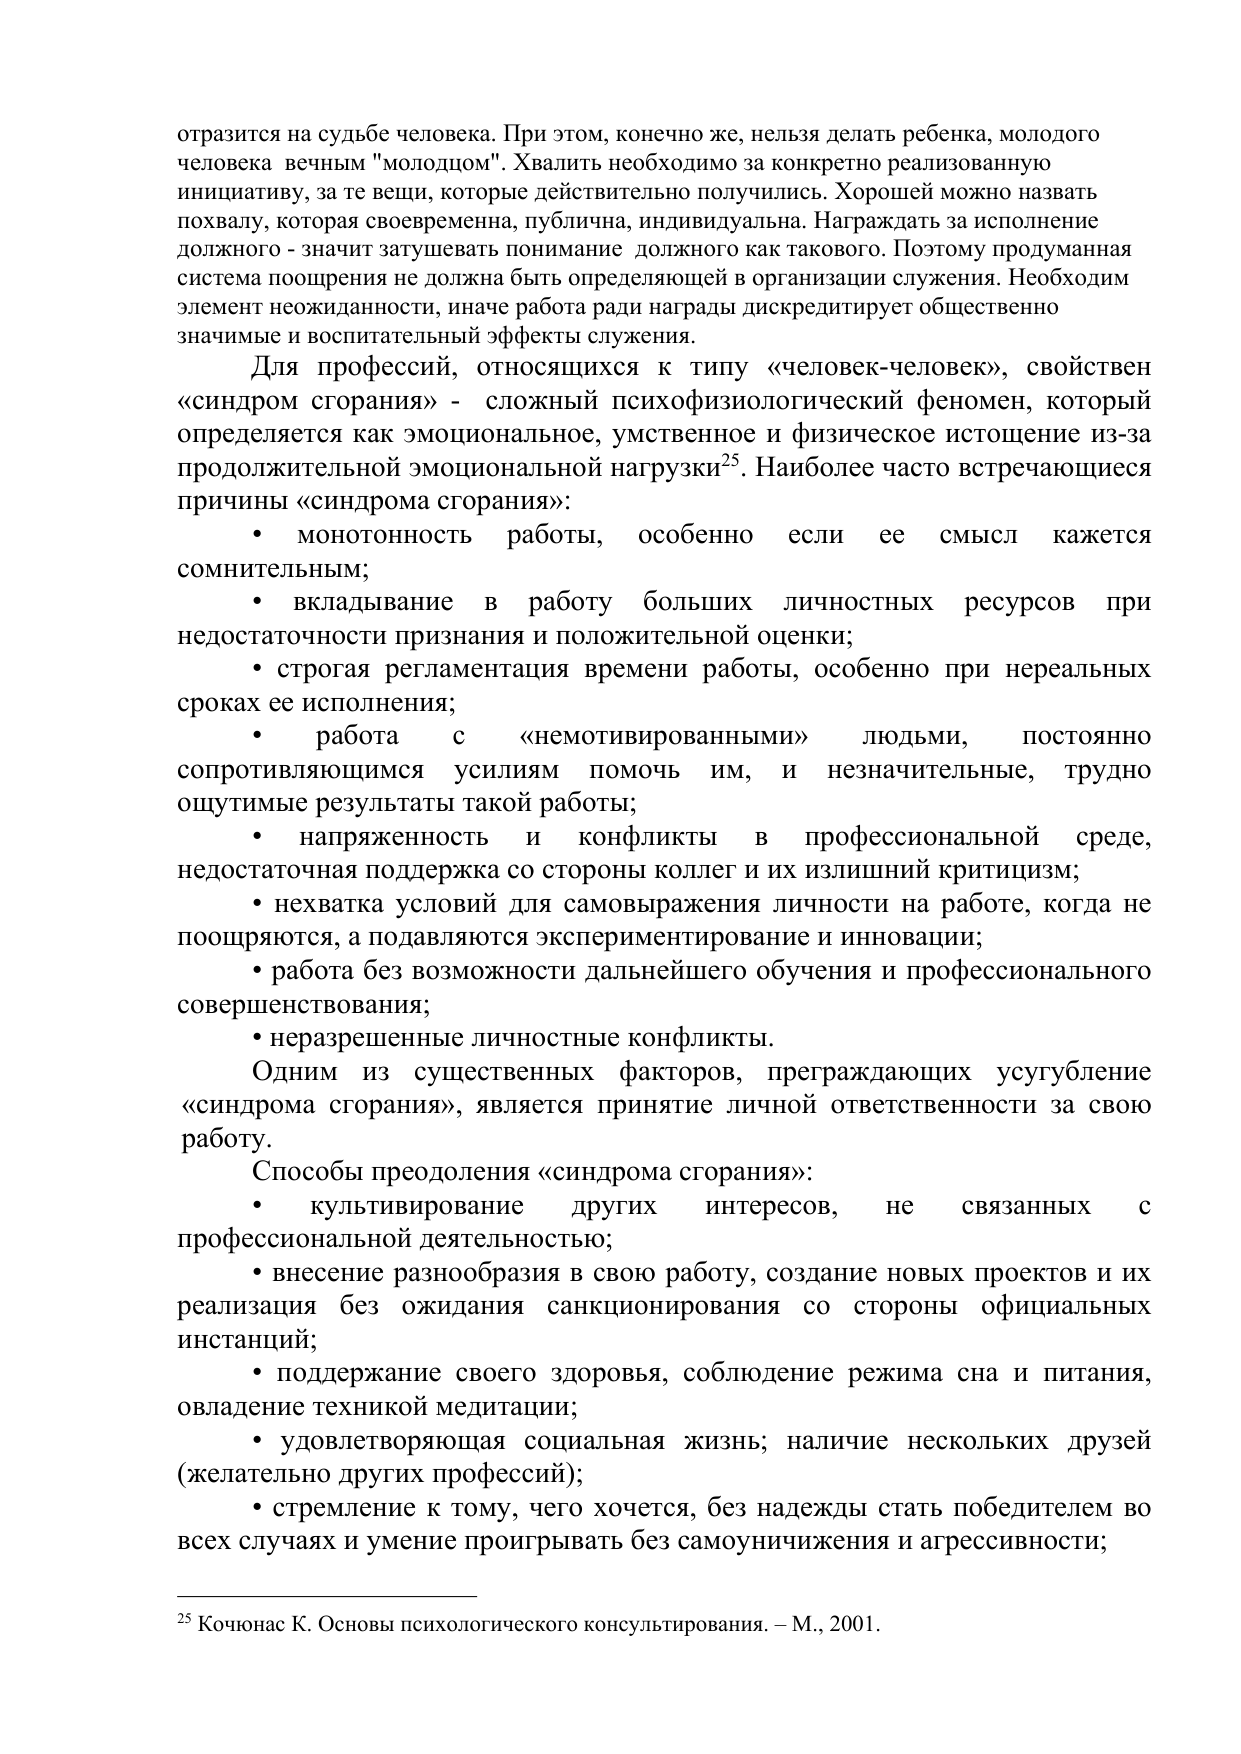 отразится на судьбе человека. При этом, конечно же, нельзя делать ребенка, молодого
человека  вечным "молодцом". Хвалить необходимо за конкретно реализованную
инициативу, за те вещи, которые действительно получились. Хорошей можно назвать
похвалу, которая своевременна, публична, индивидуальна. Награждать за исполнение
должного - значит затушевать понимание  должного как такового. Поэтому продуманная
система поощрения не должна быть определяющей в организации служения. Необходим
элемент неожиданности, иначе работа ради награды дискредитирует общественно
значимые и воспитательный эффекты служения.
Для профессий, относящихся к типу «человек-человек», свойствен
«синдром сгорания» -  сложный психофизиологический феномен, который
определяется как эмоциональное, умственное и физическое истощение из-за
продолжительной эмоциональной нагрузки25. Наиболее часто встречающиеся
причины «синдрома сгорания»:
• монотонность работы, особенно если ее смысл кажется
сомнительным;
• вкладывание в работу больших личностных ресурсов при
недостаточности признания и положительной оценки;
• строгая регламентация времени работы, особенно при нереальных
сроках ее исполнения;
• работа с «немотивированными» людьми, постоянно
сопротивляющимся усилиям помочь им, и незначительные, трудно
ощутимые результаты такой работы;
• напряженность и конфликты в профессиональной среде,
недостаточная поддержка со стороны коллег и их излишний критицизм;
• нехватка условий для самовыражения личности на работе, когда не
поощряются, а подавляются экспериментирование и инновации;
• работа без возможности дальнейшего обучения и профессионального
совершенствования;
• неразрешенные личностные конфликты.
Одним из существенных факторов, преграждающих усугубление
«синдрома сгорания», является принятие личной ответственности за свою
работу.
Способы преодоления «синдрома сгорания»:
• культивирование других интересов, не связанных с
профессиональной деятельностью;
• внесение разнообразия в свою работу, создание новых проектов и их
реализация без ожидания санкционирования со стороны официальных
инстанций;
• поддержание своего здоровья, соблюдение режима сна и питания,
овладение техникой медитации;
• удовлетворяющая социальная жизнь; наличие нескольких друзей
(желательно других профессий);
• стремление к тому, чего хочется, без надежды стать победителем во
всех случаях и умение проигрывать без самоуничижения и агрессивности;
25 Кочюнас К. Основы психологического консультирования. – М., 2001.